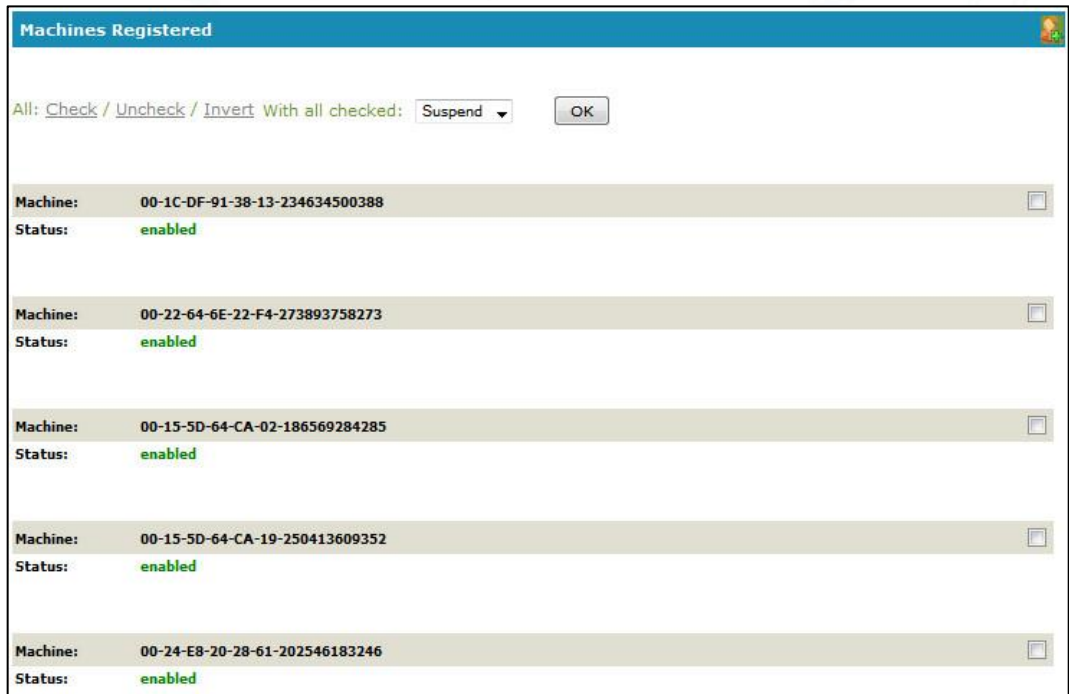 Machines Registered
All: Check / Uncheck / Invert With all checked: Suspend OK
Machine: 00-1C-DF-91-38-13-234634500388
Status: enabled
Machine: 00-22-64-6E-22-F4-273893758273
Status: enabled
Machine: 00-15-5D-64-CA-02-186569284285
Status: enabled
Machine: 00-15-5D-64-CA-19-250413609352
Status: enabled
Machine: 00-24-E8-20-28-61-202546183246
Status: enabled